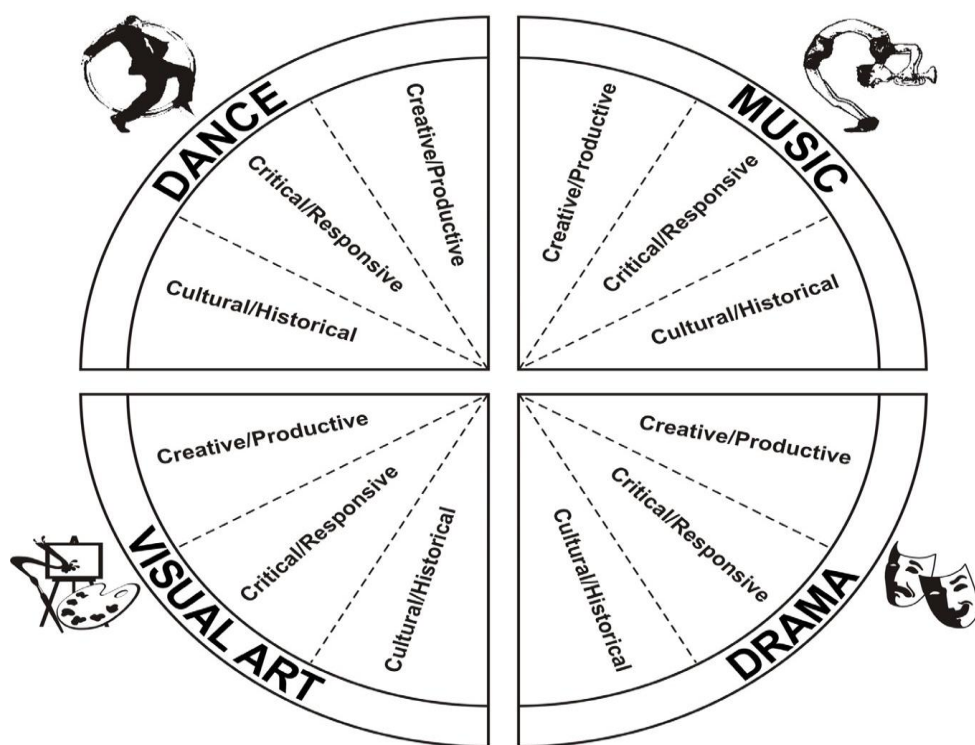 DANCE
Creative/Productive
Critical/Responsive
Cultural/Historical
MUSIC
Creative/Productive
Critical/Responsive
Cultural/Historical
VISUAL ART
Creative/Productive
Critical/Responsive
Cultural/Historical
DRAMA
Creative/Productive
Critical/Responsive
Cultural/Historical